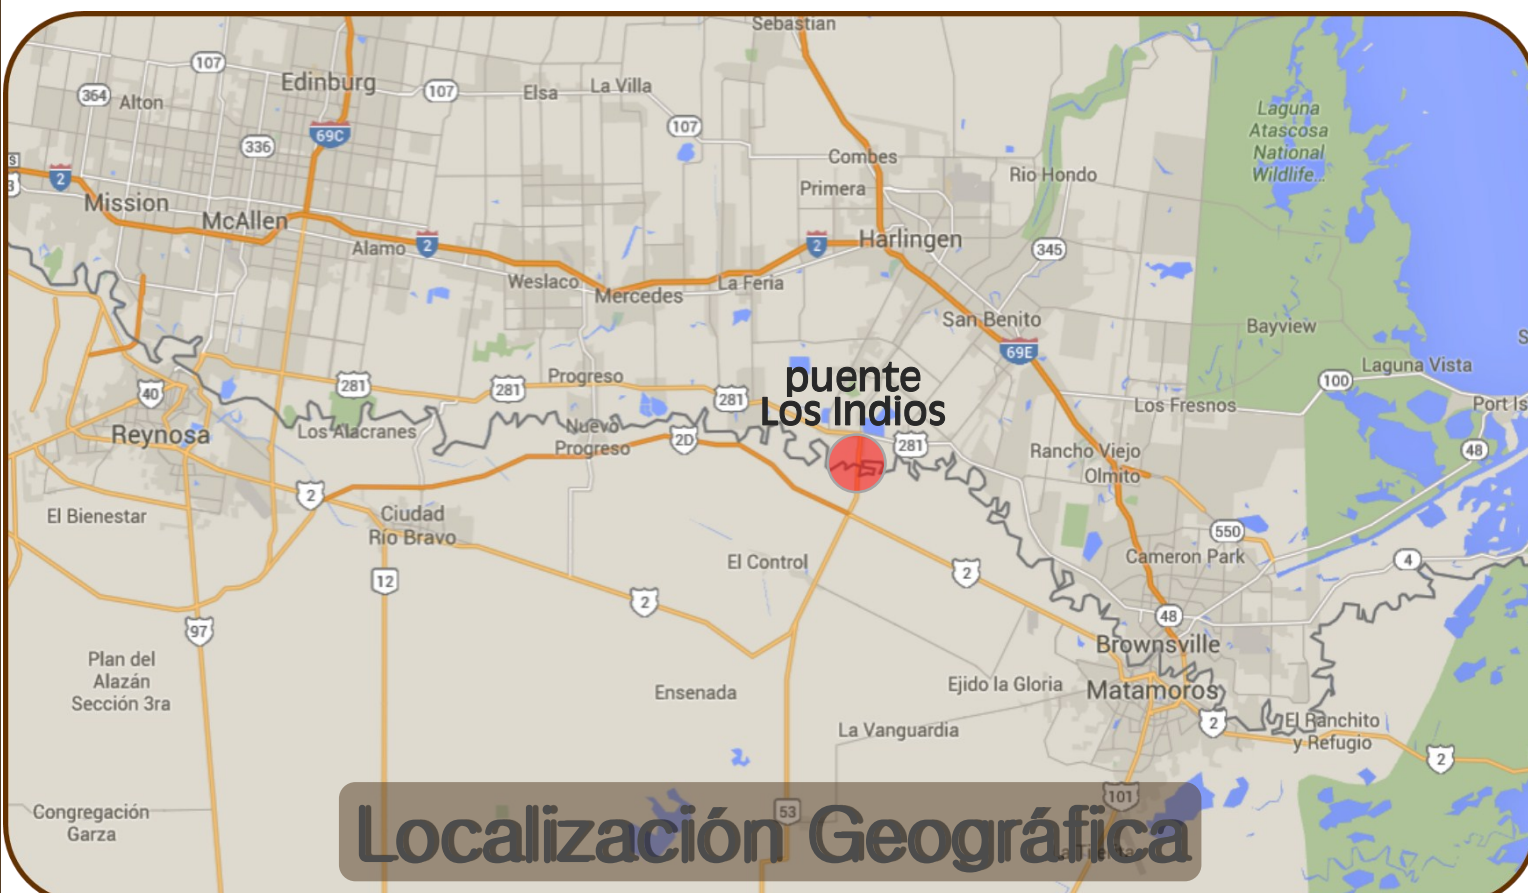 Sebastian
107
Edinburg
364
Alton
107
Elsa
La Villa
69C
107
336
Laguna
Atascosa
National
Wildlife...
Combes
S
2
3
Primera
Rio Hondo
Mission
McAllen
Alamo
2
2
Harlingen
345
Weslaco
Mercedes
La Feria
San Benito
Bayview
69E
Laguna Vista
281
Progreso
281
281
puente
Los Indios
100
Los Fresnos
Port Is
40
Reynosa
Los Alacranes
Nuevo
Progreso
2D
281
Rancho Viejo
Olmito
48
2
El Bienestar
Ciudad
Río Bravo
550
Cameron Park
El Control
4
12
2
2
97
48
Brownsville
Plan del
Alazán
Sección 3ra
Ensenada
Ejido la Gloria
Matamoros
La Vanguardia
2
El Ranchito
y Refugio
2
Congregación
Garza
53
101
Localización Geográfica